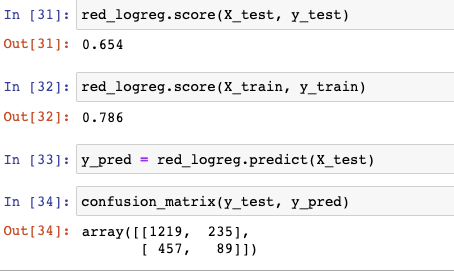 In [31]: red_logreg.score(X_test, y_test)
Out[31]: 0.654
In [32]: red_logreg.score(X_train, y_train)
Out[32]: 0.786
In [33]: y_pred = red_logreg.predict(X_test)
In [34]: confusion_matrix(y_test, y_pred)
Out[34]: array([[1219,  235],
       [ 457,   89]])